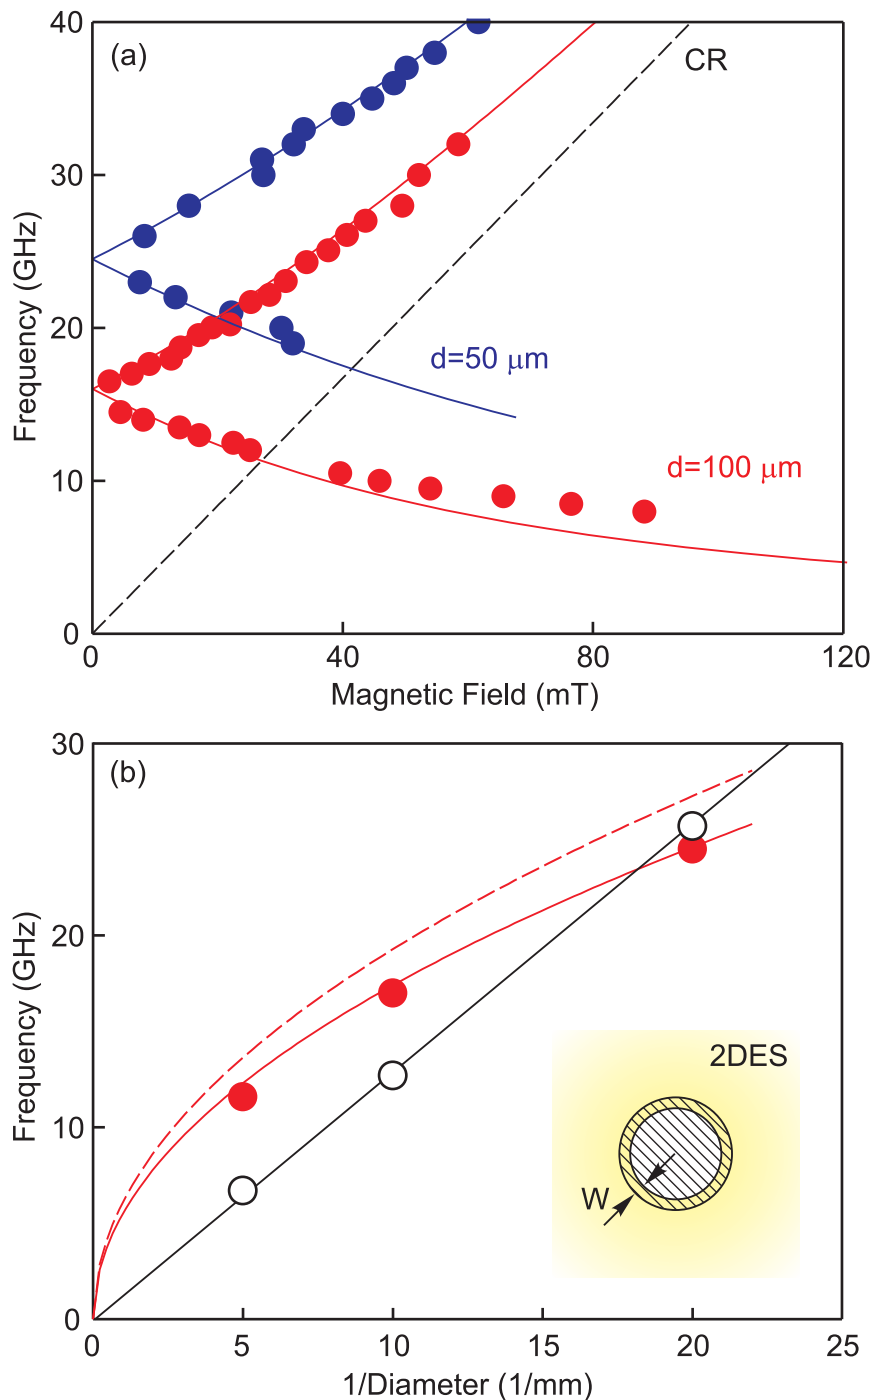 (a)
CR
40
30
20
10
0
Frequency (GHz)
d=50 μm
d=100 μm
0
40
80
120
Magnetic Field (mT)
(b)
30
20
10
0
Frequency (GHz)
2DES
W
0
5
10
15
20
25
1/Diameter (1/mm)